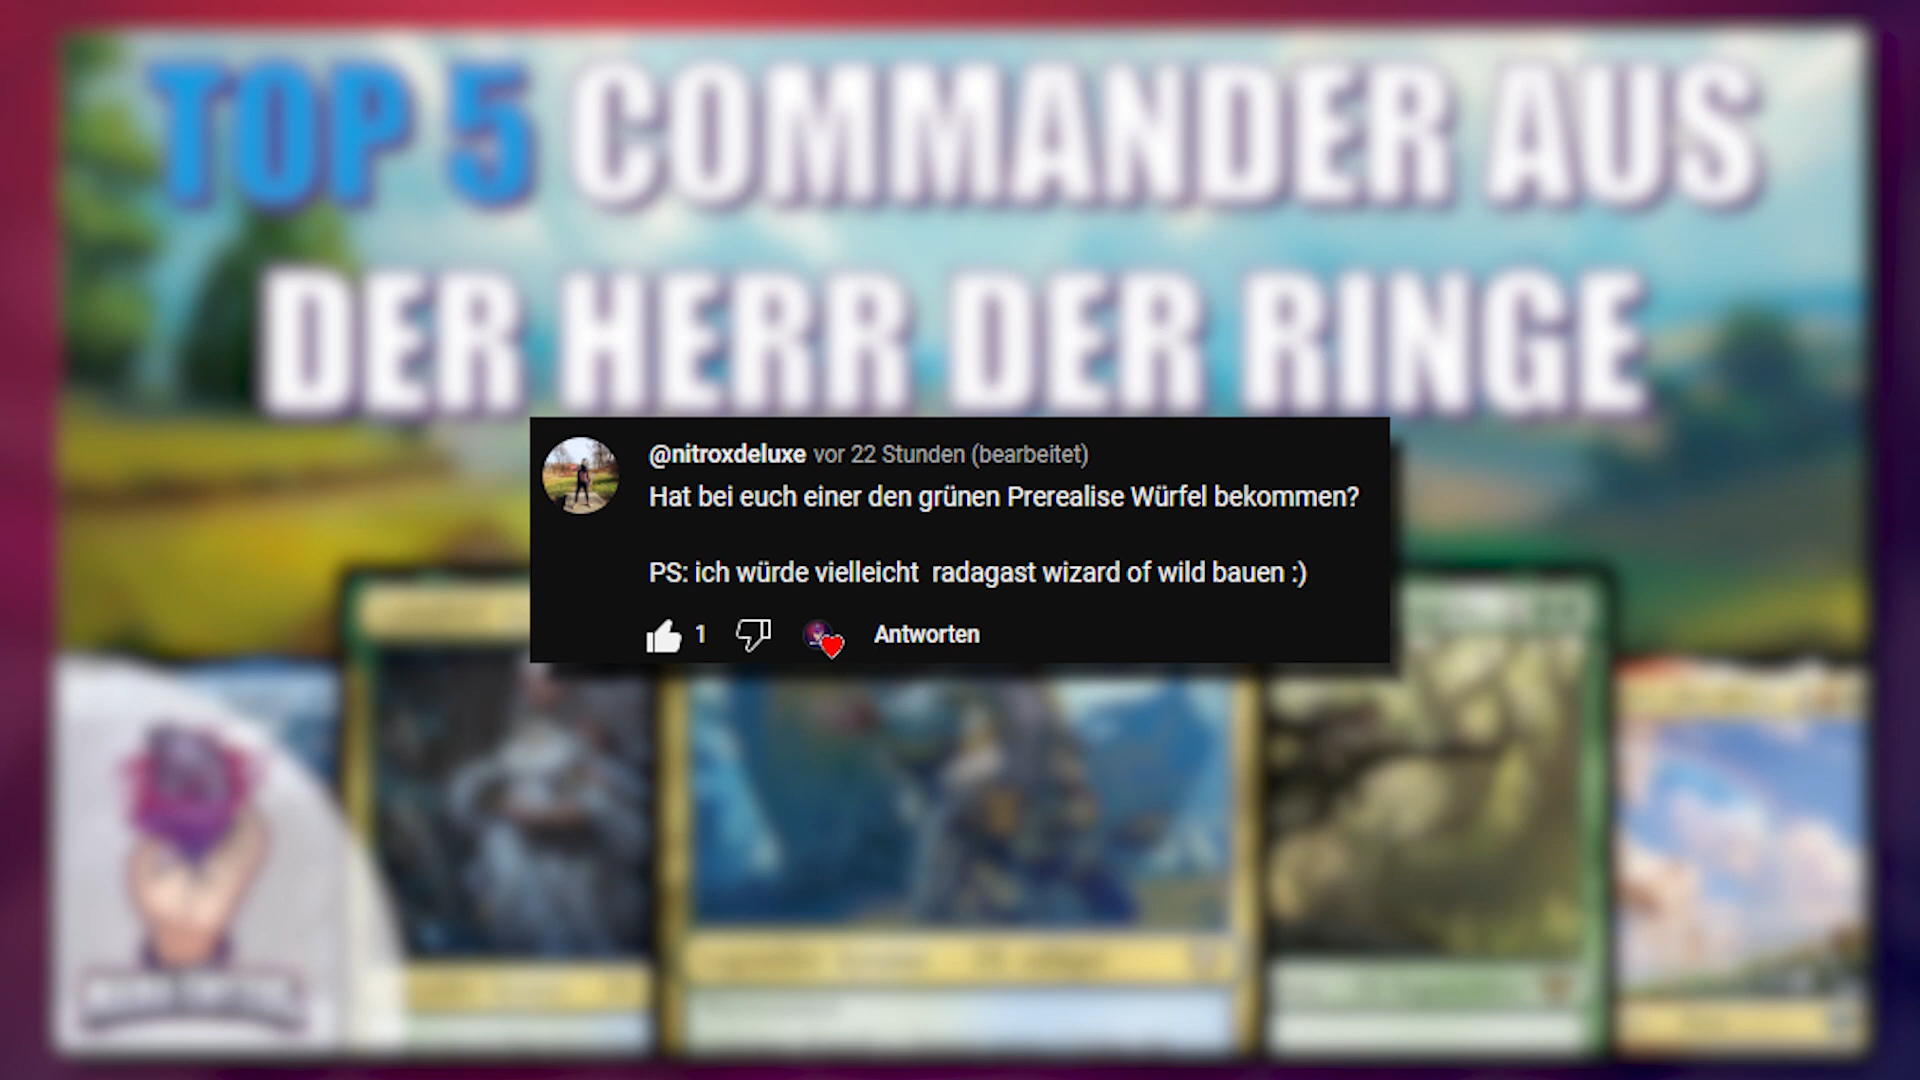 TOP 5 COMMANDER AUS
DER HERR DER RINGE
@nitroxdeluxe vor 22 Stunden (bearbeitet)
Hat bei euch einer den grünen Prerealise Würfel bekommen?
PS: ich würde vielleicht radagast wizard of wild bauen :)
1
Antworten